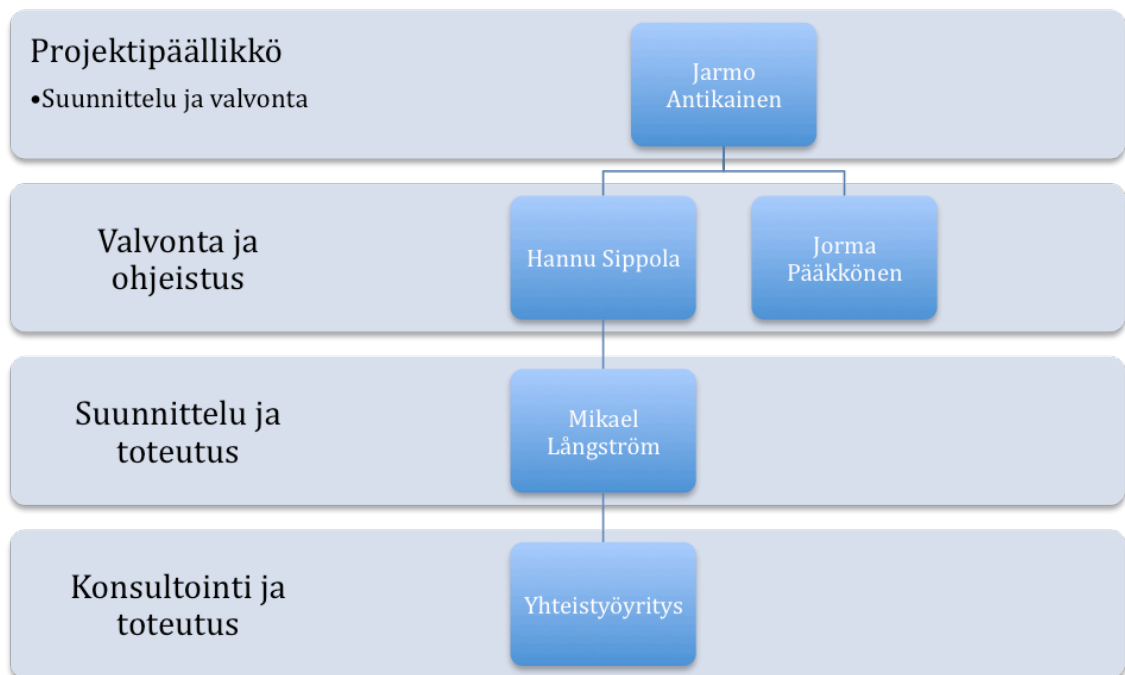 Projektipäällikkö
•Suunnittelu ja valvonta
Jarmo
Antikainen
Valvonta ja
ohjeistus
Hannu Sippola
Jorma
Pääkkönen
Suunnittelu ja
toteutus
Mikael
Långström
Konsultointi ja
toteutus
Yhteistyöyritys